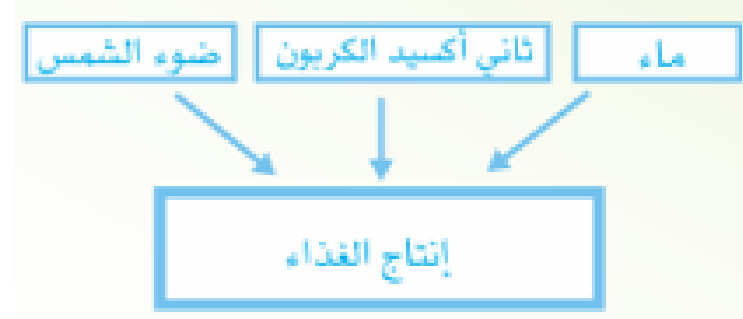 ماء
ثاني أكسيد الكربون
ضوء الشمس
إنتاج الغذاء